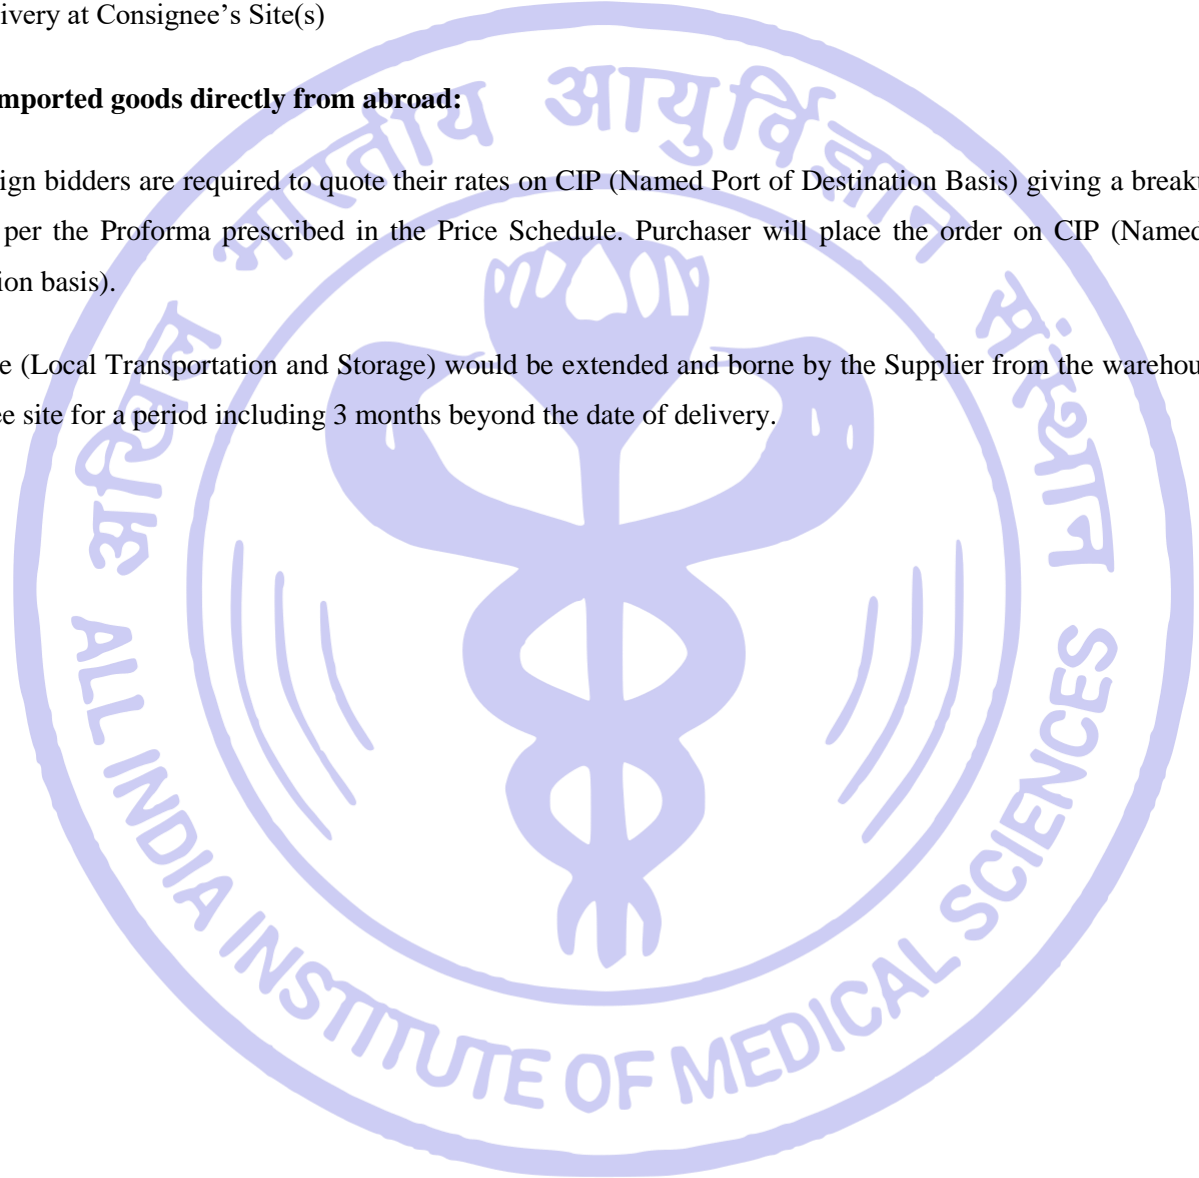 ivery at Consignee’s Site(s)
mported goods directly from abroad:
ign bidders are required to quote their rates on CIP (Named Port of Destination Basis) giving a breakt
per the Proforma prescribed in the Price Schedule. Purchaser will place the order on CIP (Named
ion basis).
e (Local Transportation and Storage) would be extended and borne by the Supplier from the warehou
ee site for a period including 3 months beyond the date of delivery.
अखिल भारतीय आयुर्विज्ञान संस्थान
ALL INDIA INSTITUTE OF MEDICAL SCIENCES